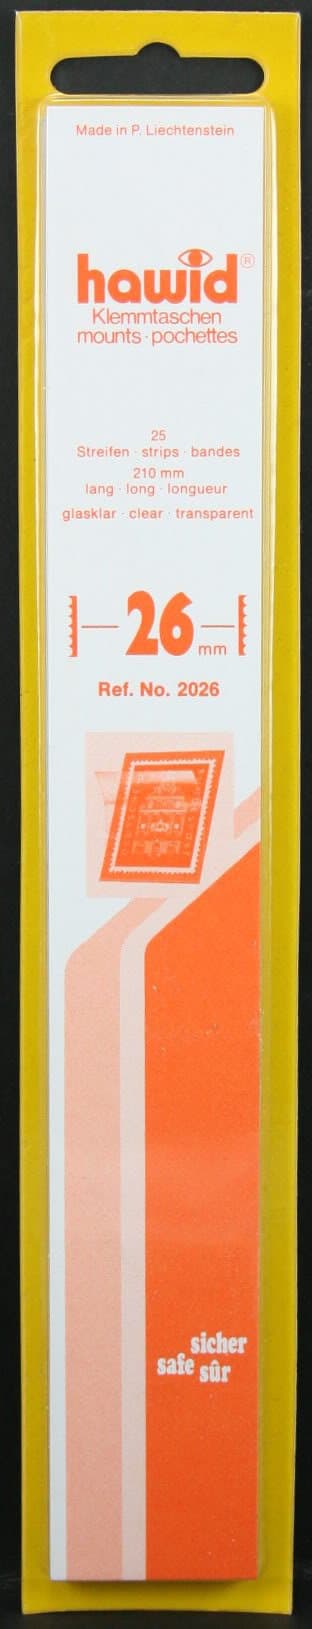 Made in P. Liechtenstein
hawid®
Klemmtaschen
mounts · pochettes
25
Streifen · strips · bandes
210 mm
lang · long · longueur
glasklar · clear · transparent
26 mm
Ref. No. 2026
sicher
safe sûr